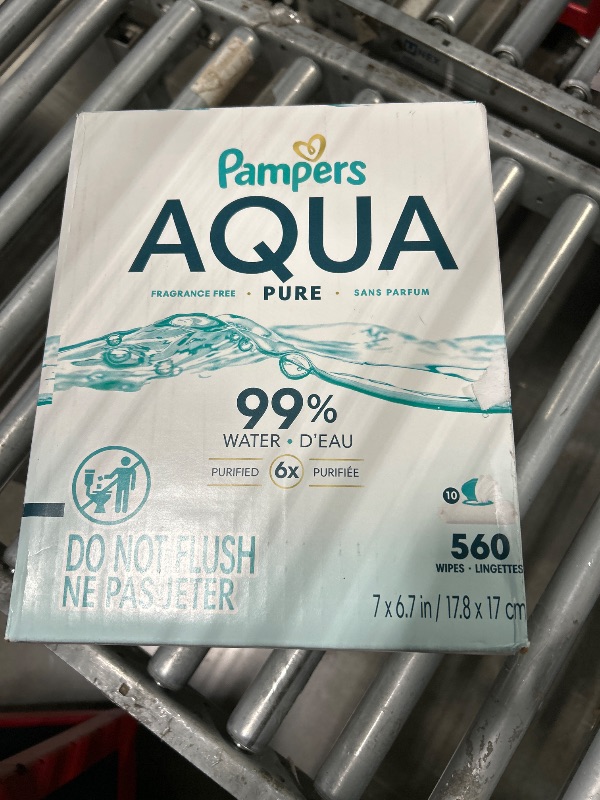 Pampers
AQUA
FRAGRANCE FREE • PURE • SANS PARFUM
99%
WATER • D'EAU
PURIFIED 6x PURIFIÉE
10
DO NOT FLUSH
NE PAS JETER
560
WIPES • LINGETTES
7 x 6.7 in / 17.8 x 17 cm